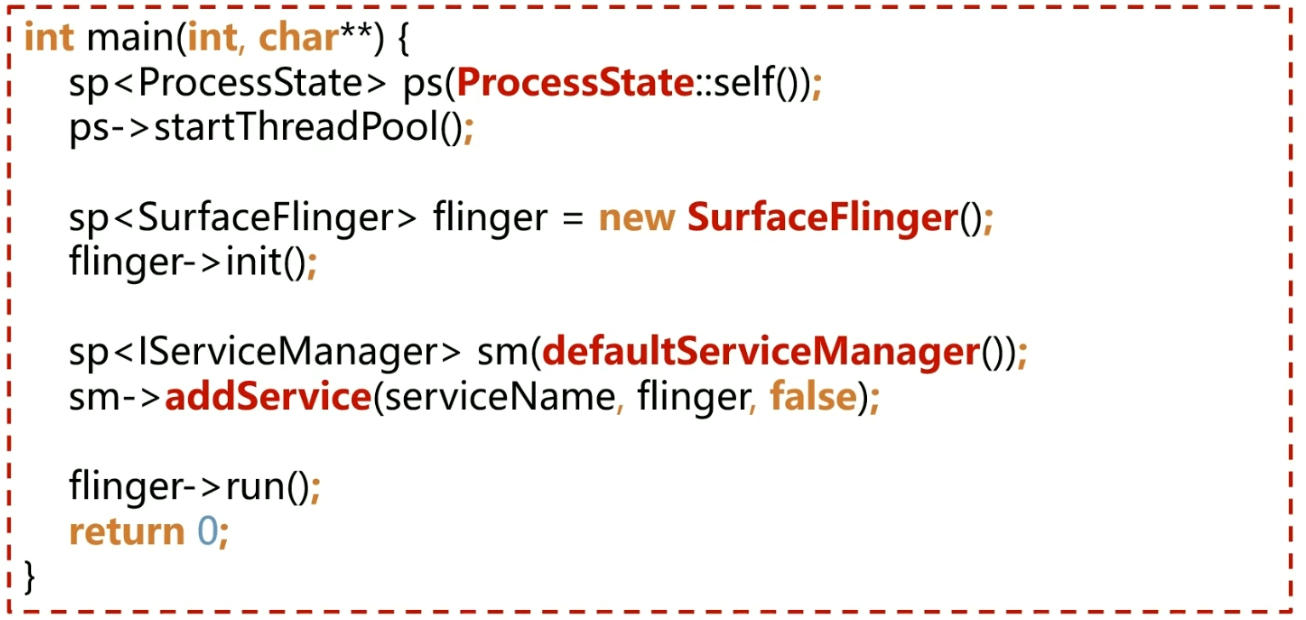 int main(int, char**) {
sp<ProcessState> ps(ProcessState::self());
ps->startThreadPool();
sp<SurfaceFlinger> flinger = new SurfaceFlinger();
flinger->init();
sp<IServiceManager> sm(defaultServiceManager());
sm->addService(serviceName, flinger, false);
flinger->run();
return 0;
}